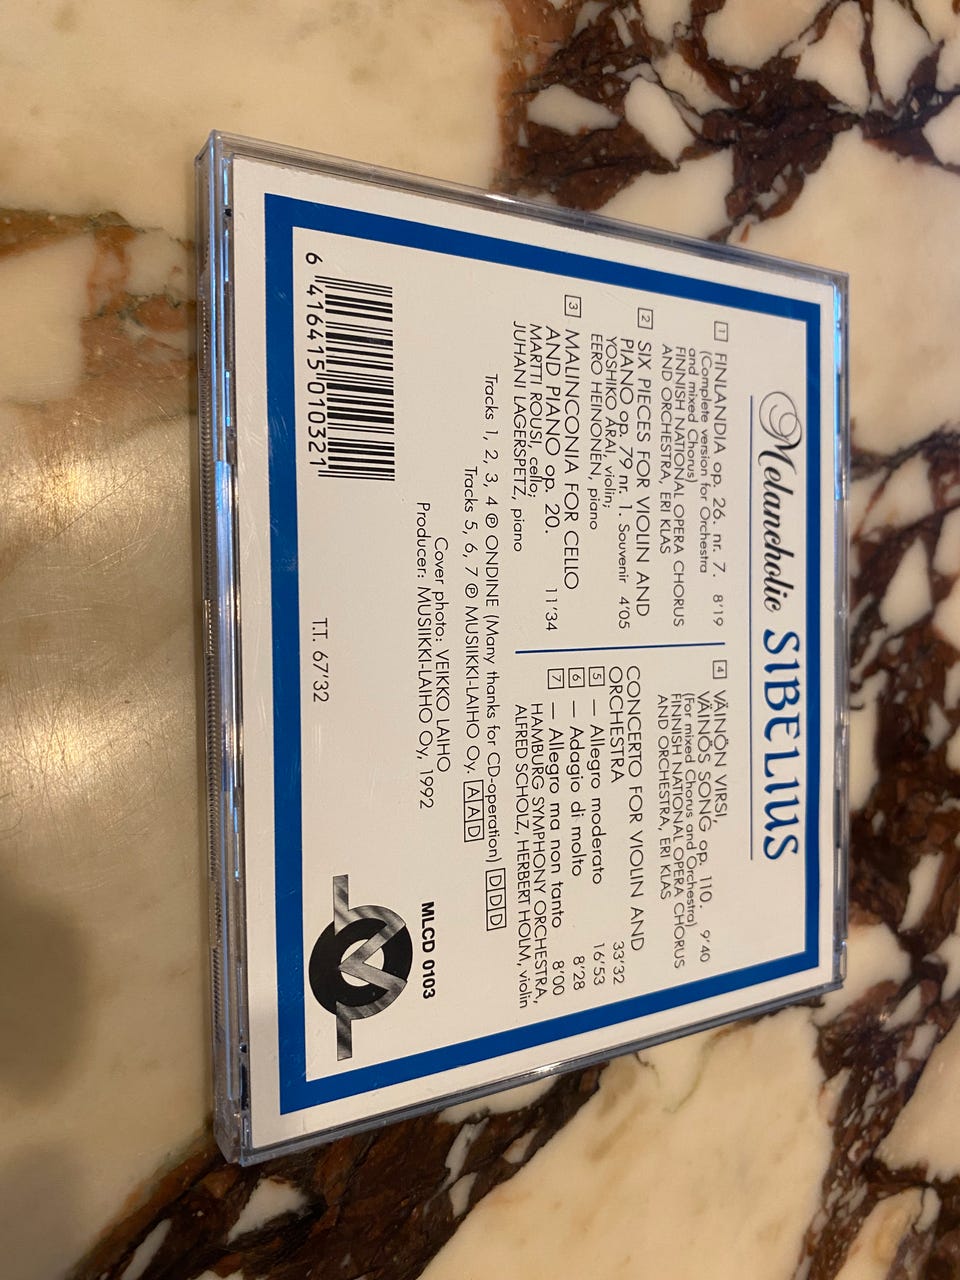 Melancholic SIBELIUS
1 FINLANDIA op. 26. nr. 7. 8'19
(Complete version for Orchestra
and mixed Chorus)
FINNISH NATIONAL OPERA CHORUS
AND ORCHESTRA, ERI KLAS
2 SIX PIECES FOR VIOLIN AND
PIANO op. 79 nr. 1. Souvenir 4'05
YOSHIKO ARAI, violin;
EERO HEINONEN, piano
3 MALINCONIA FOR CELLO
AND PIANO op. 20. 11'34
MARTTI ROUSI, cello;
JUHANI LAGERSPETZ, piano
4 VÄINÖN VIRSI,
VÄINÖS SONG op. 110. 9'40
(For mixed Chorus and Orchestra)
FINNISH NATIONAL OPERA CHORUS
AND ORCHESTRA, ERI KLAS
CONCERTO FOR VIOLIN AND
ORCHESTRA 33'32
5 — Allegro moderato 16'53
6 — Adagio di molto 8'28
7 — Allegro ma non tanto 8'00
HAMBURG SYMPHONY ORCHESTRA,
ALFRED SCHOLZ, HERBERT HOLM, violin
Tracks 1, 2, 3, 4 ℗ ONDINE (Many thanks for CD-operation) DDD
Tracks 5, 6, 7 ℗ MUSIIKKI-LAIHO Oy. AAD
Cover photo: VEIKKO LAIHO
Producer: MUSIIKKI-LAIHO Oy, 1992
MLCD 0103
6 416415 010321
T.T. 67'32